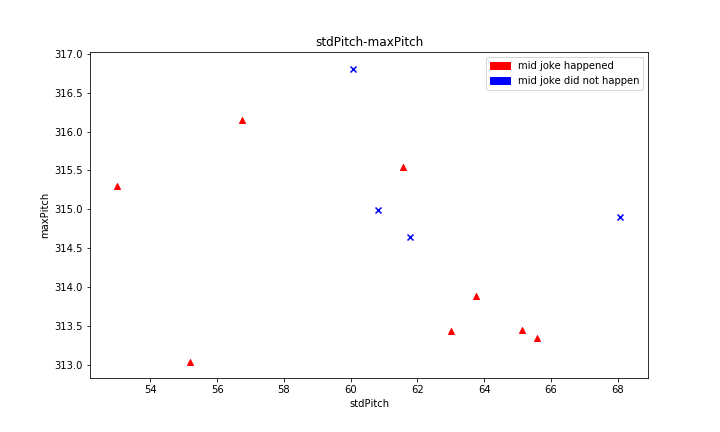 stdPitch-maxPitch
mid joke happened
mid joke did not happen
maxPitch
317.0
316.5
316.0
315.5
315.0
314.5
314.0
313.5
313.0
54 56 58 60 62 64 66 68
stdPitch